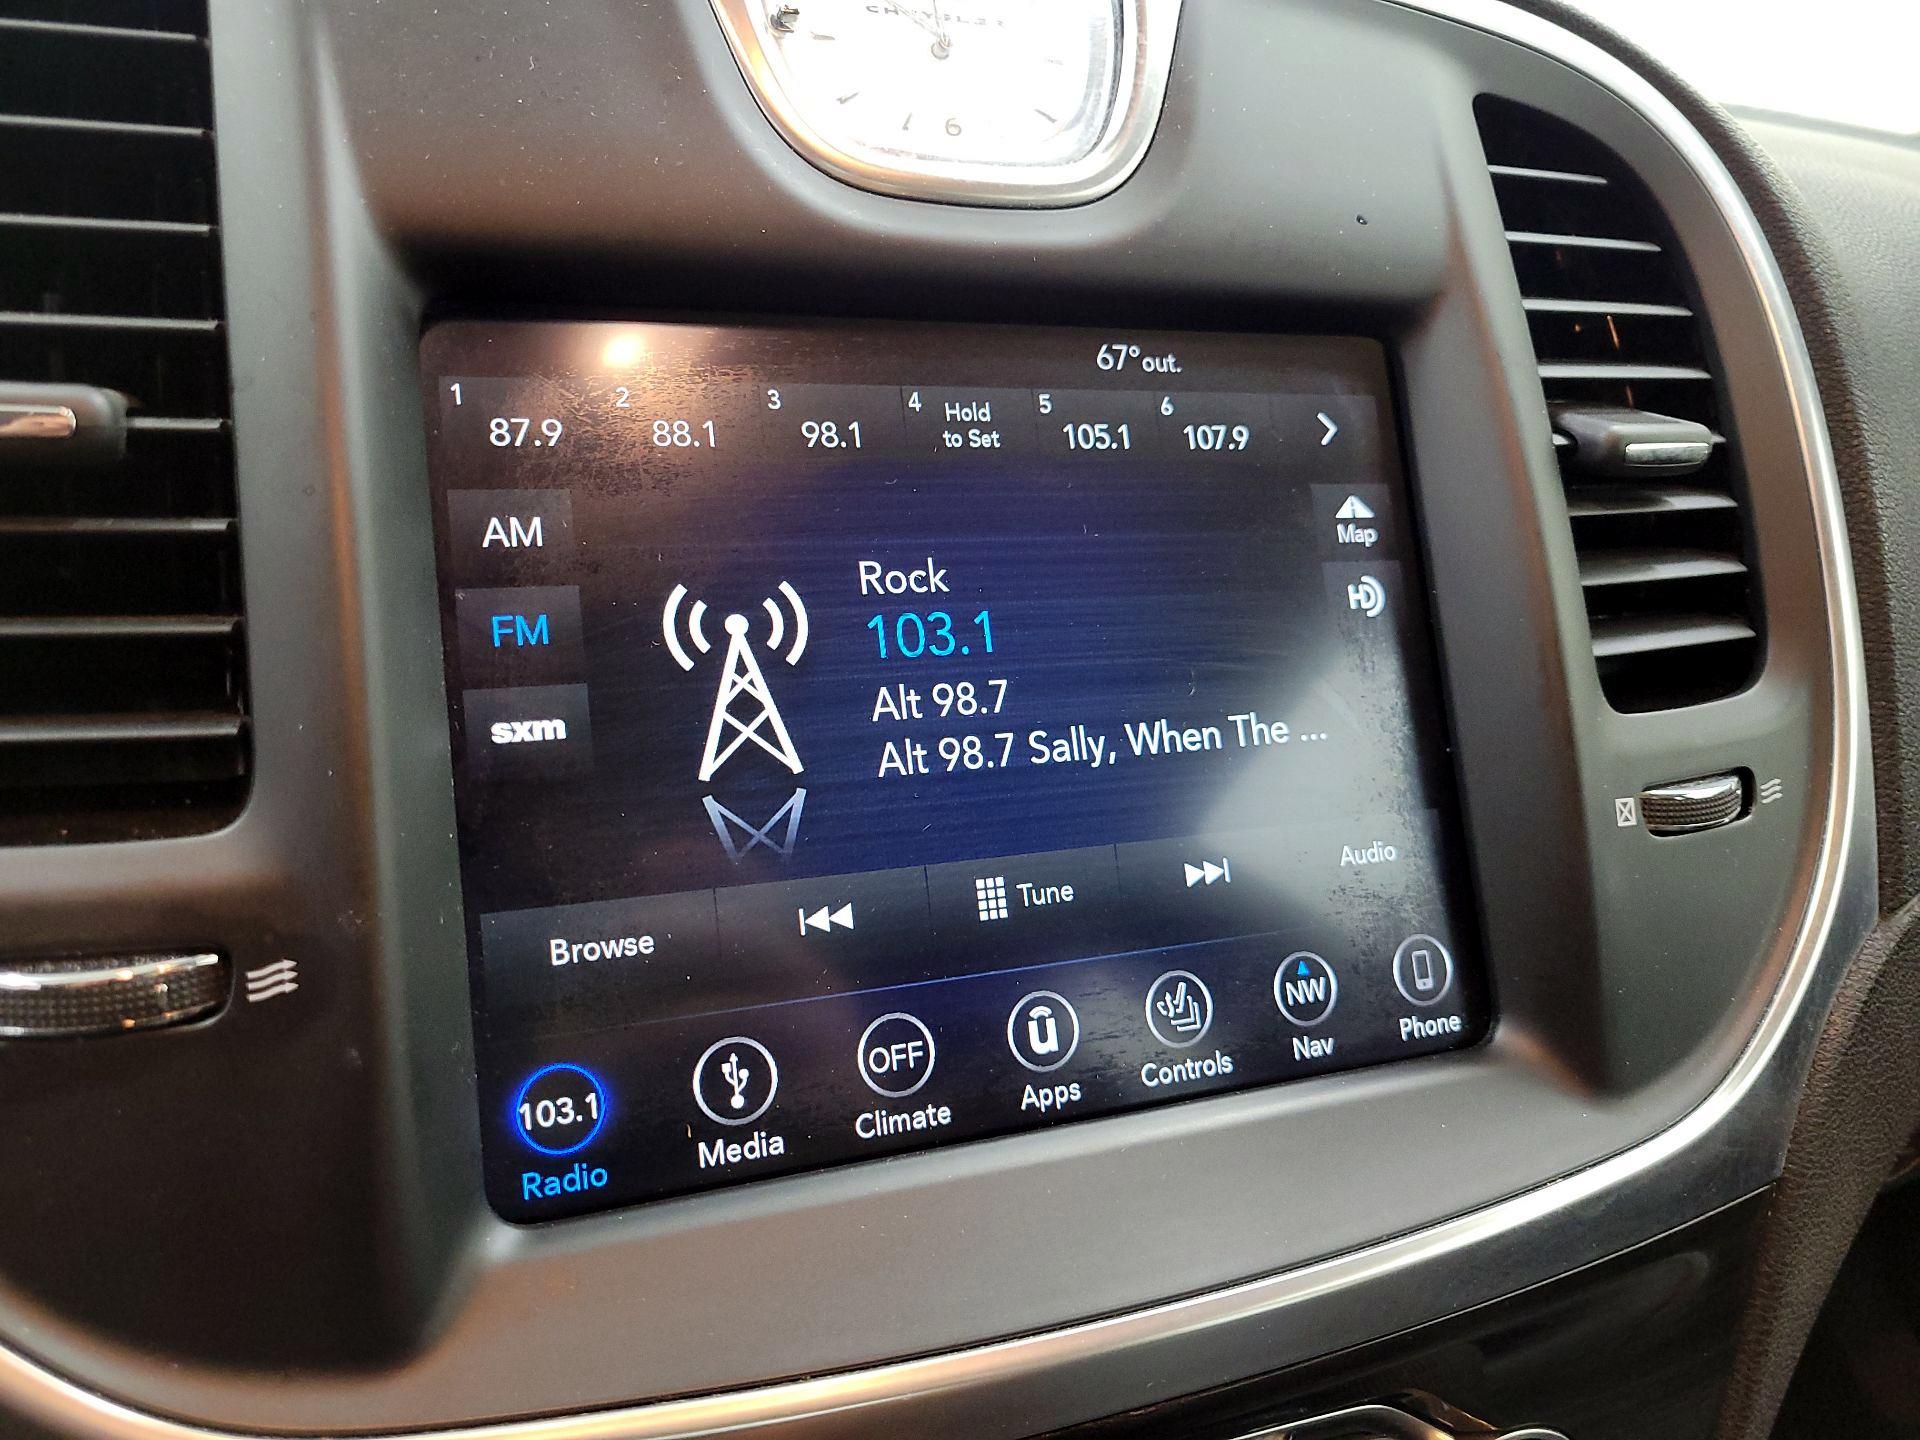 CHRYSLER
6
67° out.
1 87.9 2 88.1 3 98.1 4 Hold to Set 5 105.1 6 107.9
AM
Map
FM
HD
sxm
Rock
103.1
Alt 98.7
Alt 98.7 Sally, When The ...
Browse
Tune
Audio
103.1
Radio
Media
OFF
Climate
u
Apps
Controls
NW
Nav
Phone